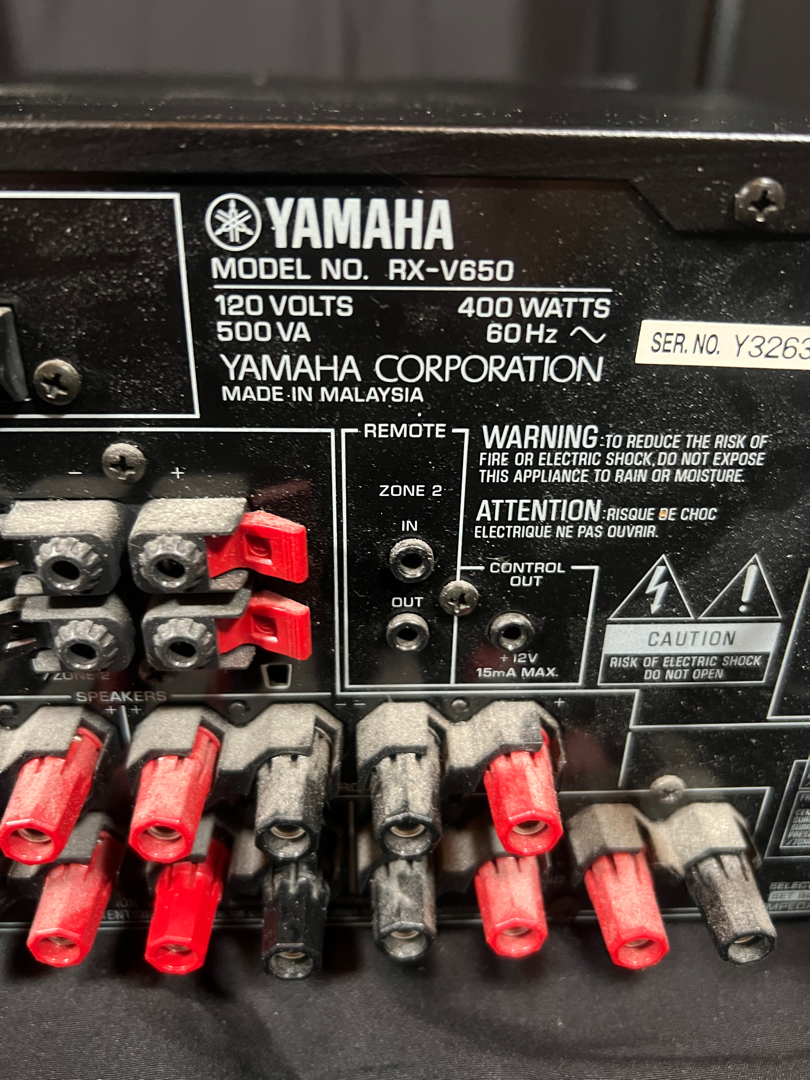 YAMAHA
MODEL NO. RX-V650
120 VOLTS 400 WATTS
500 VA 60 Hz ∼
YAMAHA CORPORATION
MADE IN MALAYSIA
SER. NO. Y3263
REMOTE
ZONE 2
IN
OUT
WARNING :TO REDUCE THE RISK OF
FIRE OR ELECTRIC SHOCK, DO NOT EXPOSE
THIS APPLIANCE TO RAIN OR MOISTURE.
ATTENTION :RISQUE DE CHOC
ELECTRIQUE NE PAS OUVRIR.
CONTROL
OUT
+12V
15mA MAX.
CAUTION
RISK OF ELECTRIC SHOCK
DO NOT OPEN
− +
/ZONE 2
SPEAKERS
+ +
− − +